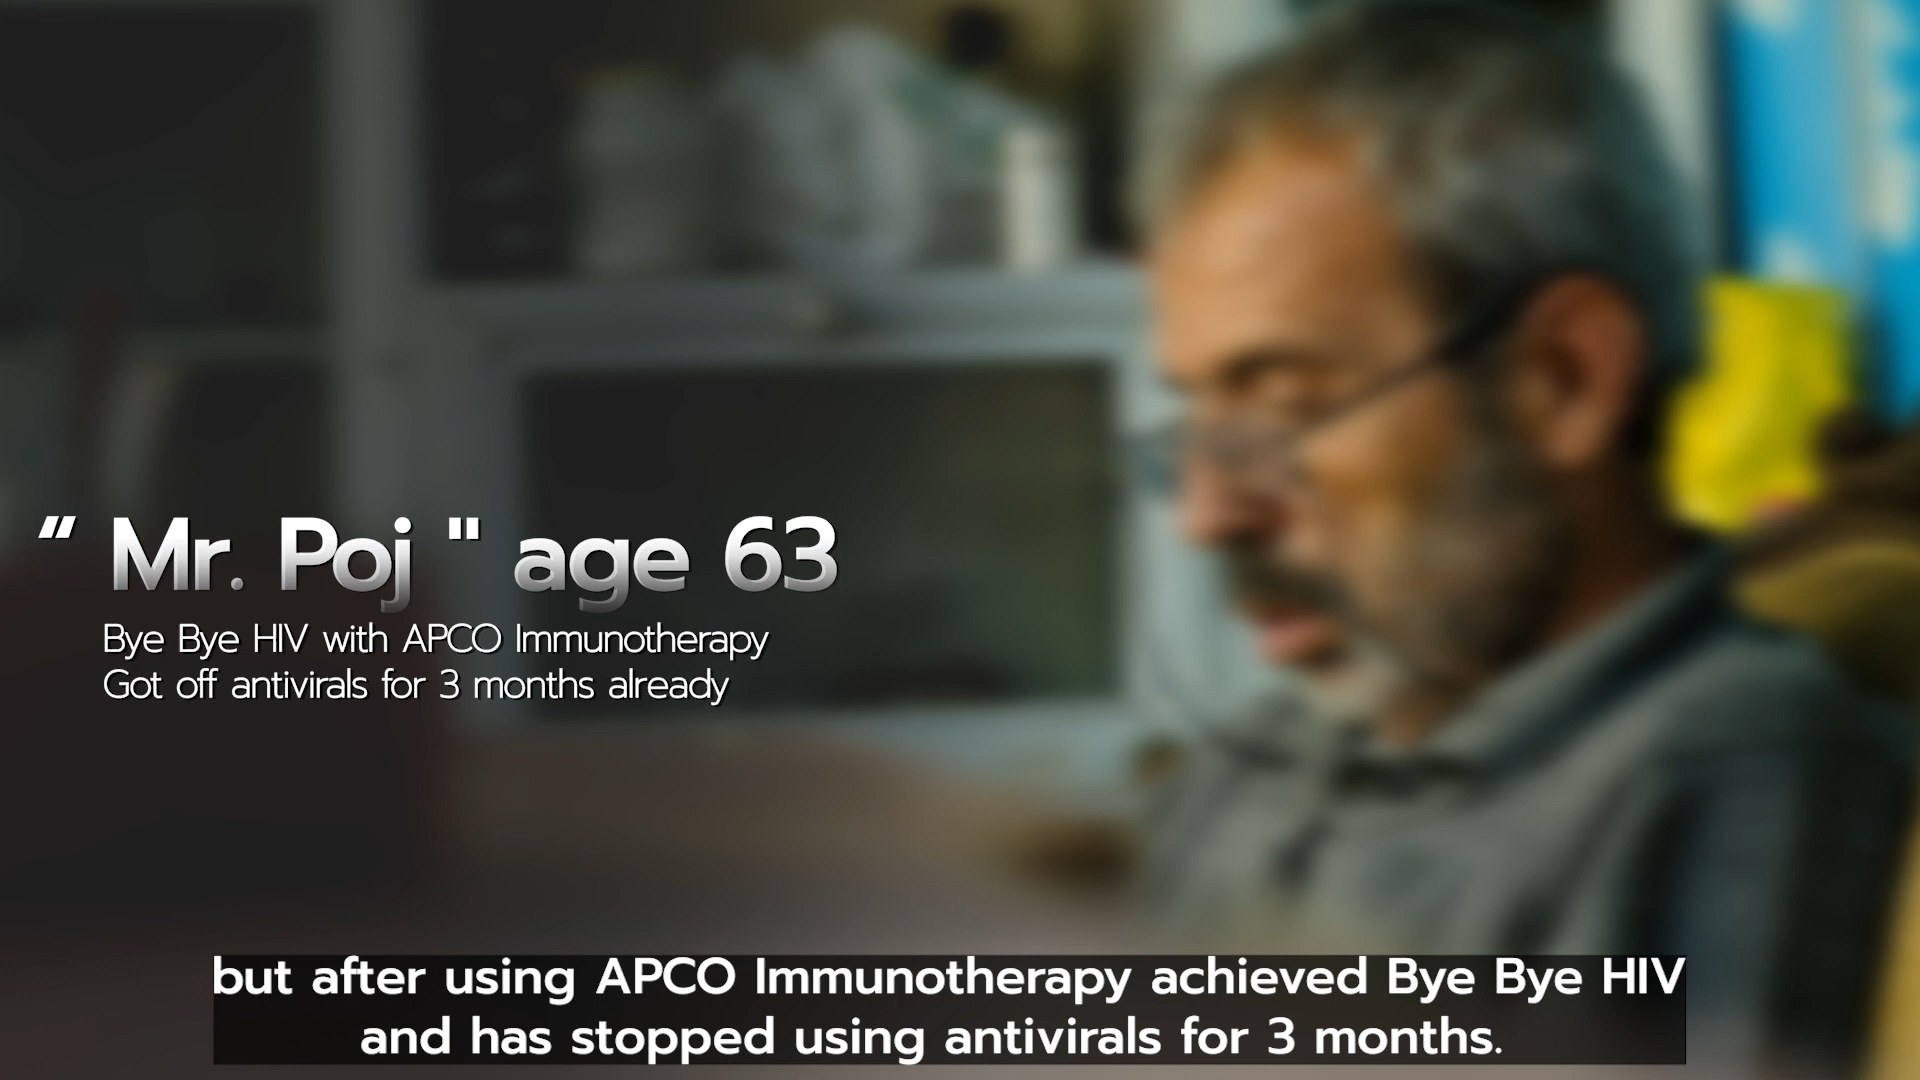 “ Mr. Poj " age 63
Bye Bye HIV with APCO Immunotherapy
Got off antivirals for 3 months already
but after using APCO Immunotherapy achieved Bye Bye HIV
and has stopped using antivirals for 3 months.